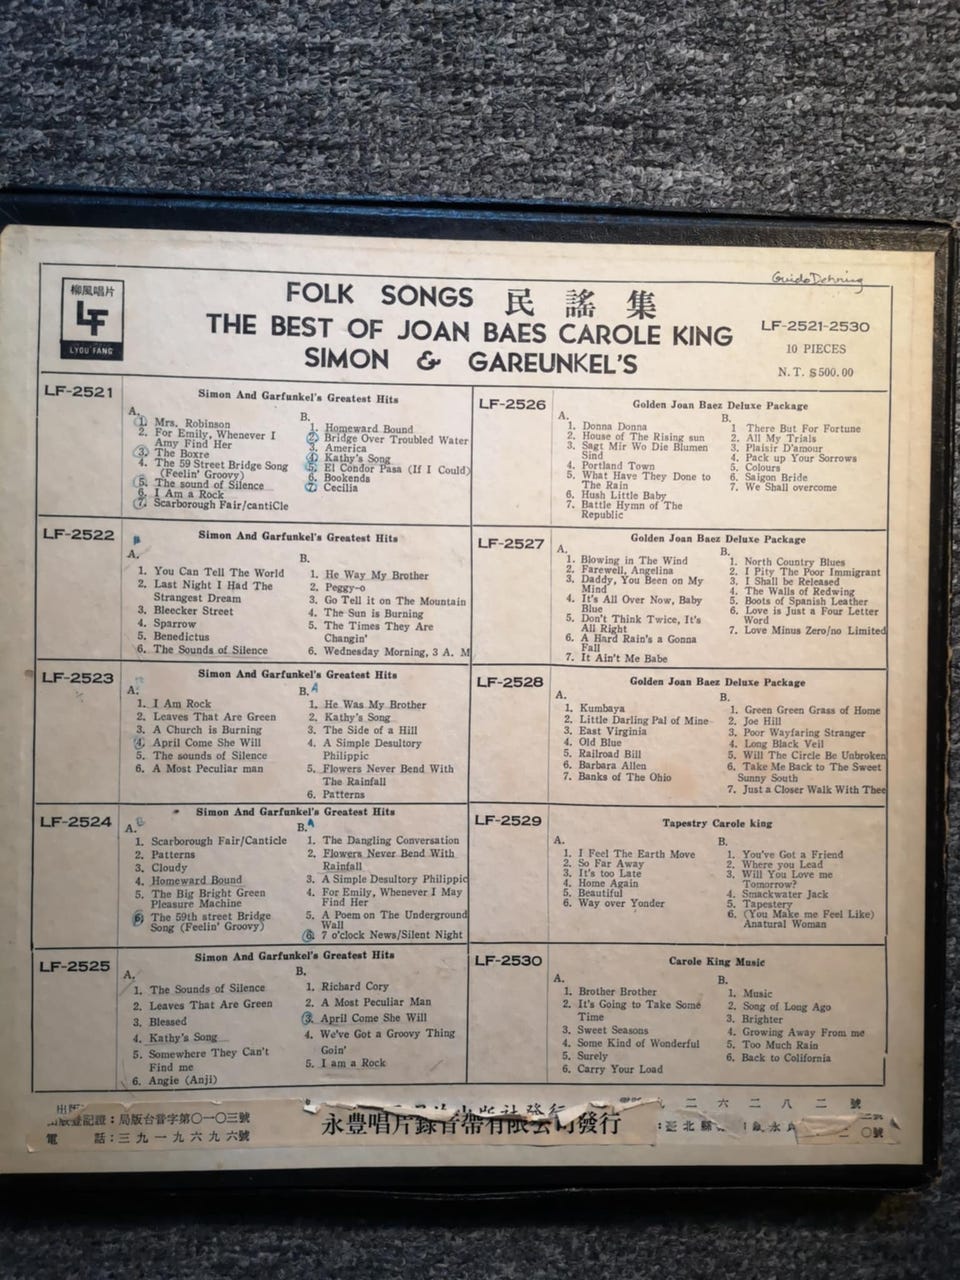 Guido Dehning
柳風唱片
LF
LYOU FANG
FOLK SONGS 民謠集
THE BEST OF JOAN BAES CAROLE KING
SIMON & GAREUNKEL'S
LF-2521-2530
10 PIECES
N. T. $500.00
LF-2521
Simon And Garfunkel's Greatest Hits
A.
1. Mrs. Robinson
2. For Emily, Whenever I
Amy Find Her
3. The Boxre
4. The 59 Street Bridge Song
(Feelin' Groovy)
5. The sound of Silence
6. I Am a Rock
7. Scarborough Fair/cantiCle
B.
1. Homeward Bound
2. Bridge Over Troubled Water
3. America
4. Kathy's Song
5. El Condor Pasa (If I Could)
6. Bookends
7. Cecilia
LF-2522
Simon And Garfunkel's Greatest Hits
A.
1. You Can Tell The World
2. Last Night I Had The
Strangest Dream
3. Bleecker Street
4. Sparrow
5. Benedictus
6. The Sounds of Silence
B.
1. He Way My Brother
2. Peggy-o
3. Go Tell it on The Mountain
4. The Sun is Burning
5. The Times They Are
Changin'
6. Wednesday Morning, 3 A. M
LF-2523
Simon And Garfunkel's Greatest Hits
A.
1. I Am Rock
2. Leaves That Are Green
3. A Church is Burning
4. April Come She Will
5. The sounds of Silence
6. A Most Peculiar man
B.
1. He Was My Brother
2. Kathy's Song
3. The Side of a Hill
4. A Simple Desultory
Philippic
5. Flowers Never Bend With
The Rainfall
6. Patterns
LF-2524
Simon And Garfunkel's Greatest Hits
A.
1. Scarborough Fair/Canticle
2. Patterns
3. Cloudy
4. Homeward Bound
5. The Big Bright Green
Pleasure Machine
6. The 59th street Bridge
Song (Feelin' Groovy)
B.
1. The Dangling Conversation
2. Flowers Never Bend With
Rainfall
3. A Simple Desultory Philippic
4. For Emily, Whenever I May
Find Her
5. A Poem on The Underground
Wall
6. 7 o'clock News/Silent Night
LF-2525
Simon And Garfunkel's Greatest Hits
A.
1. The Sounds of Silence
2. Leaves That Are Green
3. Blessed
4. Kathy's Song
5. Somewhere They Can't
Find me
6. Angie (Anji)
B.
1. Richard Cory
2. A Most Peculiar Man
3. April Come She Will
4. We've Got a Groovy Thing
Goin'
5. I am a Rock
LF-2526
Golden Joan Baez Deluxe Package
A.
1. Donna Donna
2. House of The Rising sun
3. Sagt Mir Wo Die Blumen
Sind
4. Portland Town
5. What Have They Done to
The Rain
6. Hush Little Baby
7. Battle Hymn of The
Republic
B.
1 There But For Fortune
2. All My Trials
3. Plaisir D'amour
4. Pack up Your Sorrows
5. Colours
6. Saigon Bride
7. We Shall overcome
LF-2527
Golden Joan Baez Deluxe Package
A.
1. Blowing in The Wind
2. Farewell, Angelina
3. Daddy, You Been on My
Mind
4. It's All Over Now, Baby
Blue
5. Don't Think Twice, It's
All Right
6. A Hard Rain's a Gonna
Fall
7. It Ain't Me Babe
B.
1. North Country Blues
2. I Pity The Poor Immigrant
3. I Shall be Released
4. The Walls of Redwing
5. Boots of Spanish Leather
6. Love is Just a Four Letter
Word
7. Love Minus Zero/no Limited
LF-2528
Golden Joan Baez Deluxe Package
A.
1. Kumbaya
2. Little Darling Pal of Mine
3. East Virginia
4. Old Blue
5. Railroad Bill
6. Barbara Allen
7. Banks of The Ohio
B.
1. Green Green Grass of Home
2. Joe Hill
3. Poor Wayfaring Stranger
4. Long Black Veil
5. Will The Circle Be Unbroken
6. Take Me Back to The Sweet
Sunny South
7. Just a Closer Walk With Thee
LF-2529
Tapestry Carole king
A.
1. I Feel The Earth Move
2. So Far Away
3. It's too Late
4. Home Again
5. Beautiful
6. Way over Yonder
B.
1. You've Got a Friend
2. Where you Lead
3. Will You Love me
Tomorrow?
4. Smackwater Jack
5. Tapestery
6. (You Make me Feel Like)
Anatural Woman
LF-2530
Carole King Music
A.
1. Brother Brother
2. It's Going to Take Some
Time
3. Sweet Seasons
4. Some Kind of Wonderful
5. Surely
6. Carry Your Load
B.
1. Music
2. Song of Long Ago
3. Brighter
4. Growing Away From me
5. Too Much Rain
6. Back to Colifornia
出版社發行
二六二八二號
出版登記證：局版台音字第〇一〇三號
電話：三九一九六九六號
永豐唱片錄音帶有限公司發行
：臺北縣